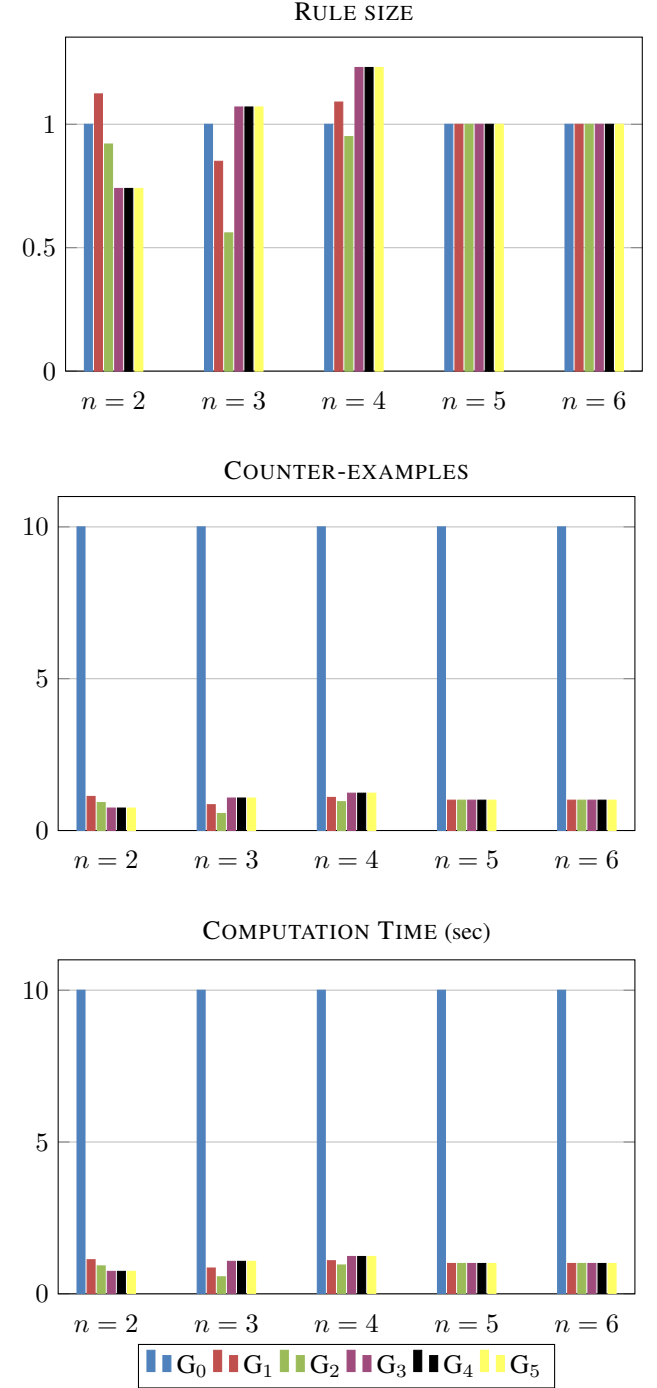 RULE SIZE
1
0.5
0
n = 2 n = 3 n = 4 n = 5 n = 6
COUNTER-EXAMPLES
10
5
0
n = 2 n = 3 n = 4 n = 5 n = 6
COMPUTATION TIME (sec)
10
5
0
n = 2 n = 3 n = 4 n = 5 n = 6
G₀ G₁ G₂ G₃ G₄ G₅